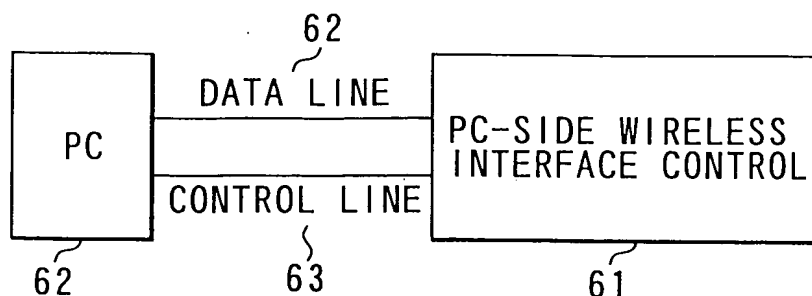 62
DATA LINE
PC
PC-SIDE WIRELESS
INTERFACE CONTROL
CONTROL LINE
62
63
61